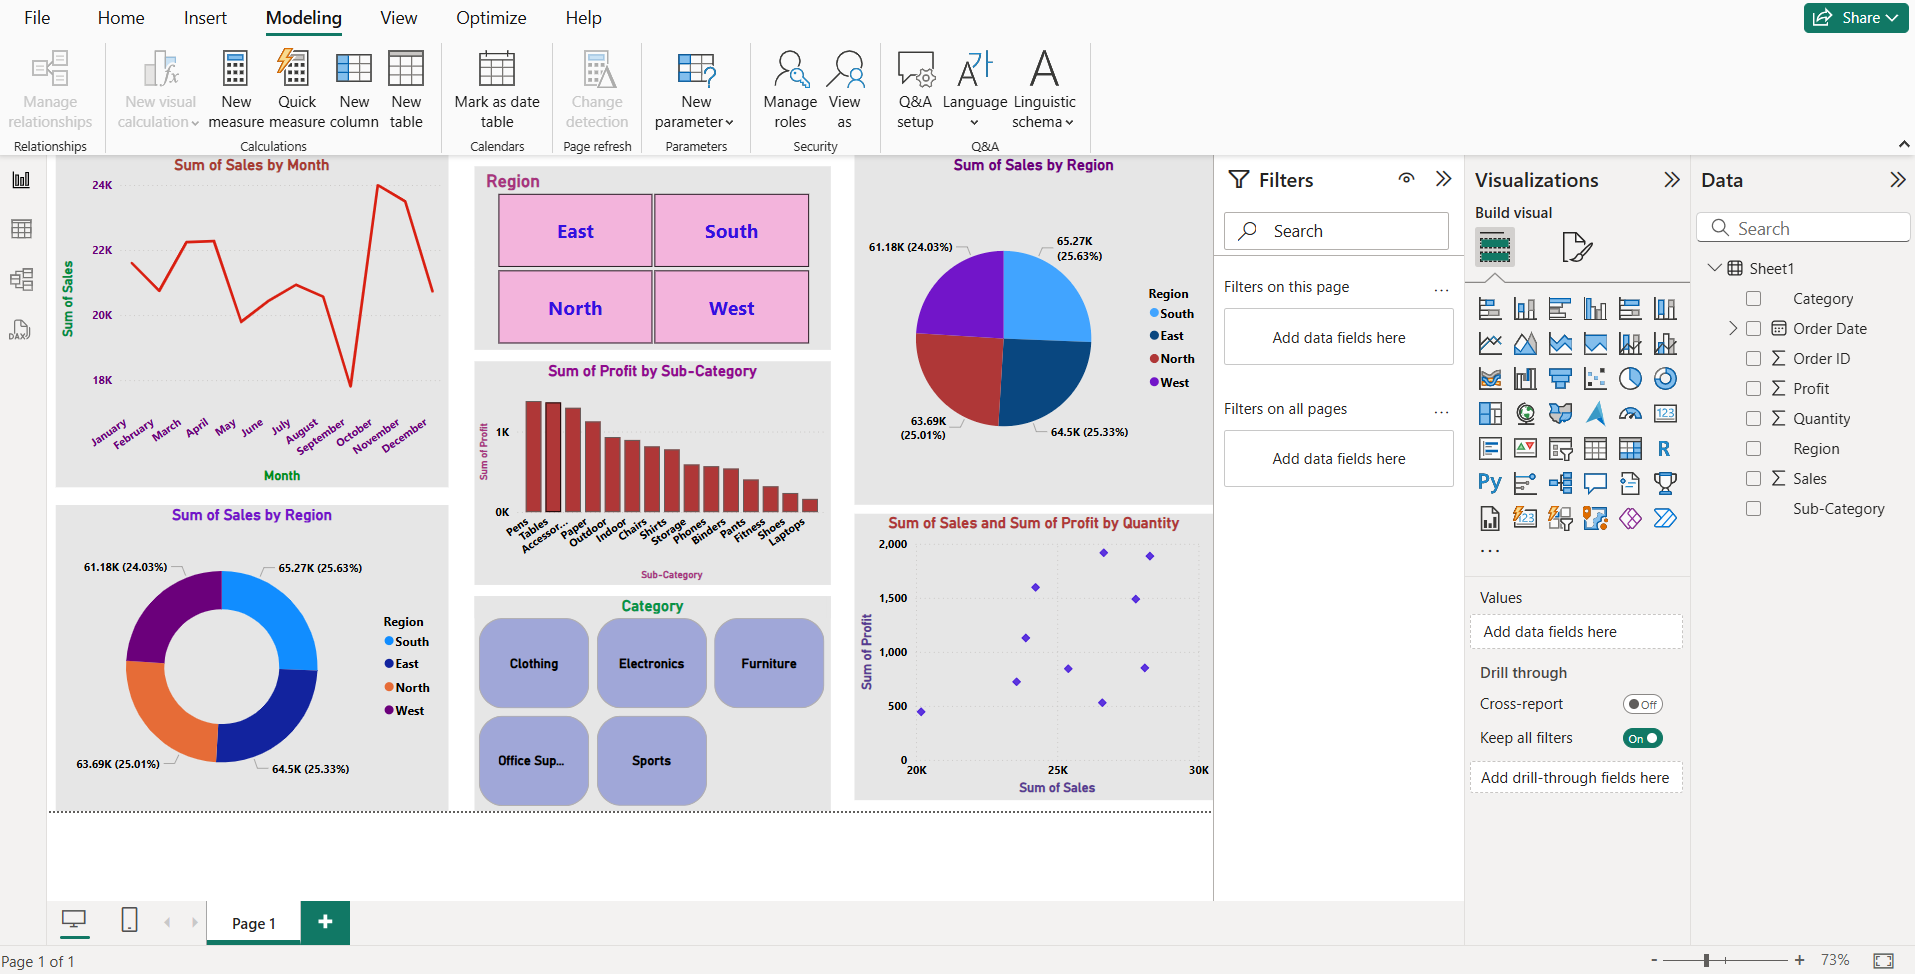 File Home Insert Modeling View Optimize Help Share
Manage relationships
New visual calculation
New measure
Quick measure
New column
New table
Mark as date table
Change detection
New parameter
Manage roles
View as
Q&A setup
Language
Linguistic schema
Relationships Calculations Calendars Page refresh Parameters Security Q&A
Sum of Sales by Month
24K
22K
20K
18K
Sum of Sales
January February March April May June July August September October November December
Month
Sum of Sales by Region
61.18K (24.03%)
65.27K (25.63%)
63.69K (25.01%)
64.5K (25.33%)
Region
South
East
North
West
Region
East South
North West
Sum of Profit by Sub-Category
1K
0K
Sum of Profit
Pens Tables Accessor... Paper Outdoor Indoor Chairs Shirts Storage Phones Binders Pants Fitness Shoes Laptops
Sub-Category
Category
Clothing Electronics Furniture
Office Sup... Sports
Sum of Sales by Region
61.18K (24.03%)
65.27K
(25.63%)
63.69K
(25.01%)
64.5K (25.33%)
Region
South
East
North
West
Sum of Sales and Sum of Profit by Quantity
2,000
1,500
1,000
500
0
Sum of Profit
20K 25K 30K
Sum of Sales
Filters
Search
Filters on this page ...
Add data fields here
Filters on all pages ...
Add data fields here
Visualizations
Build visual
123
R
Py
123
...
Values
Add data fields here
Drill through
Cross-report Off
Keep all filters On
Add drill-through fields here
Data
Search
Sheet1
Category
Order Date
Order ID
Profit
Quantity
Region
Sales
Sub-Category
DAX
Page 1 +
Page 1 of 1
- + 73%